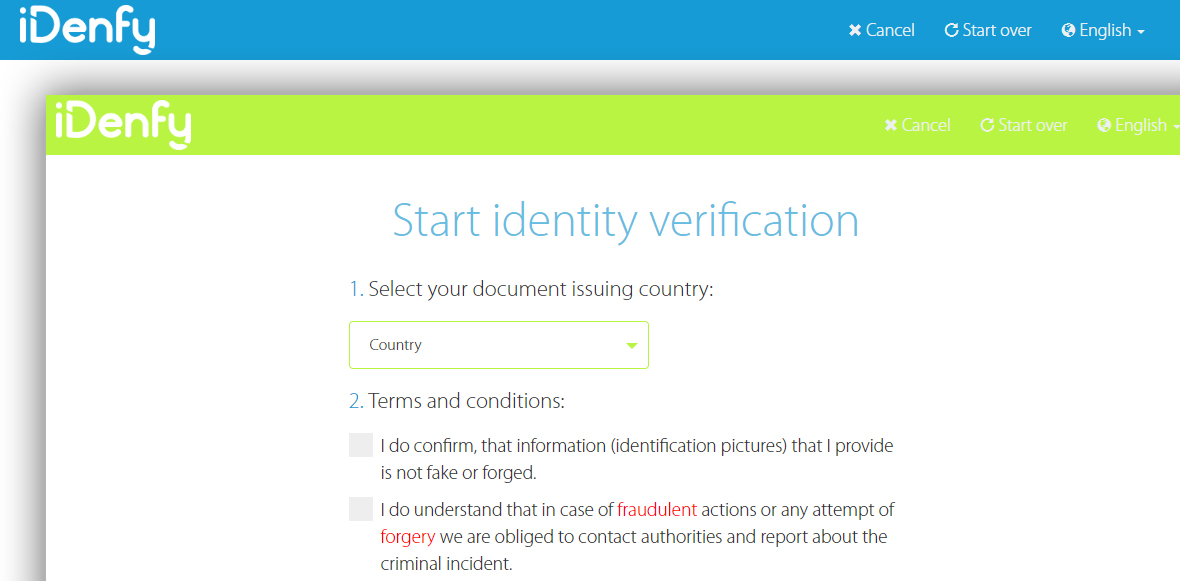 iDenfy Cancel Start over English
iDenfy Cancel Start over English
Start identity verification
1. Select your document issuing country:
Country
2. Terms and conditions:
I do confirm, that information (identification pictures) that I provide
is not fake or forged.
I do understand that in case of fraudulent actions or any attempt of
forgery we are obliged to contact authorities and report about the
criminal incident.